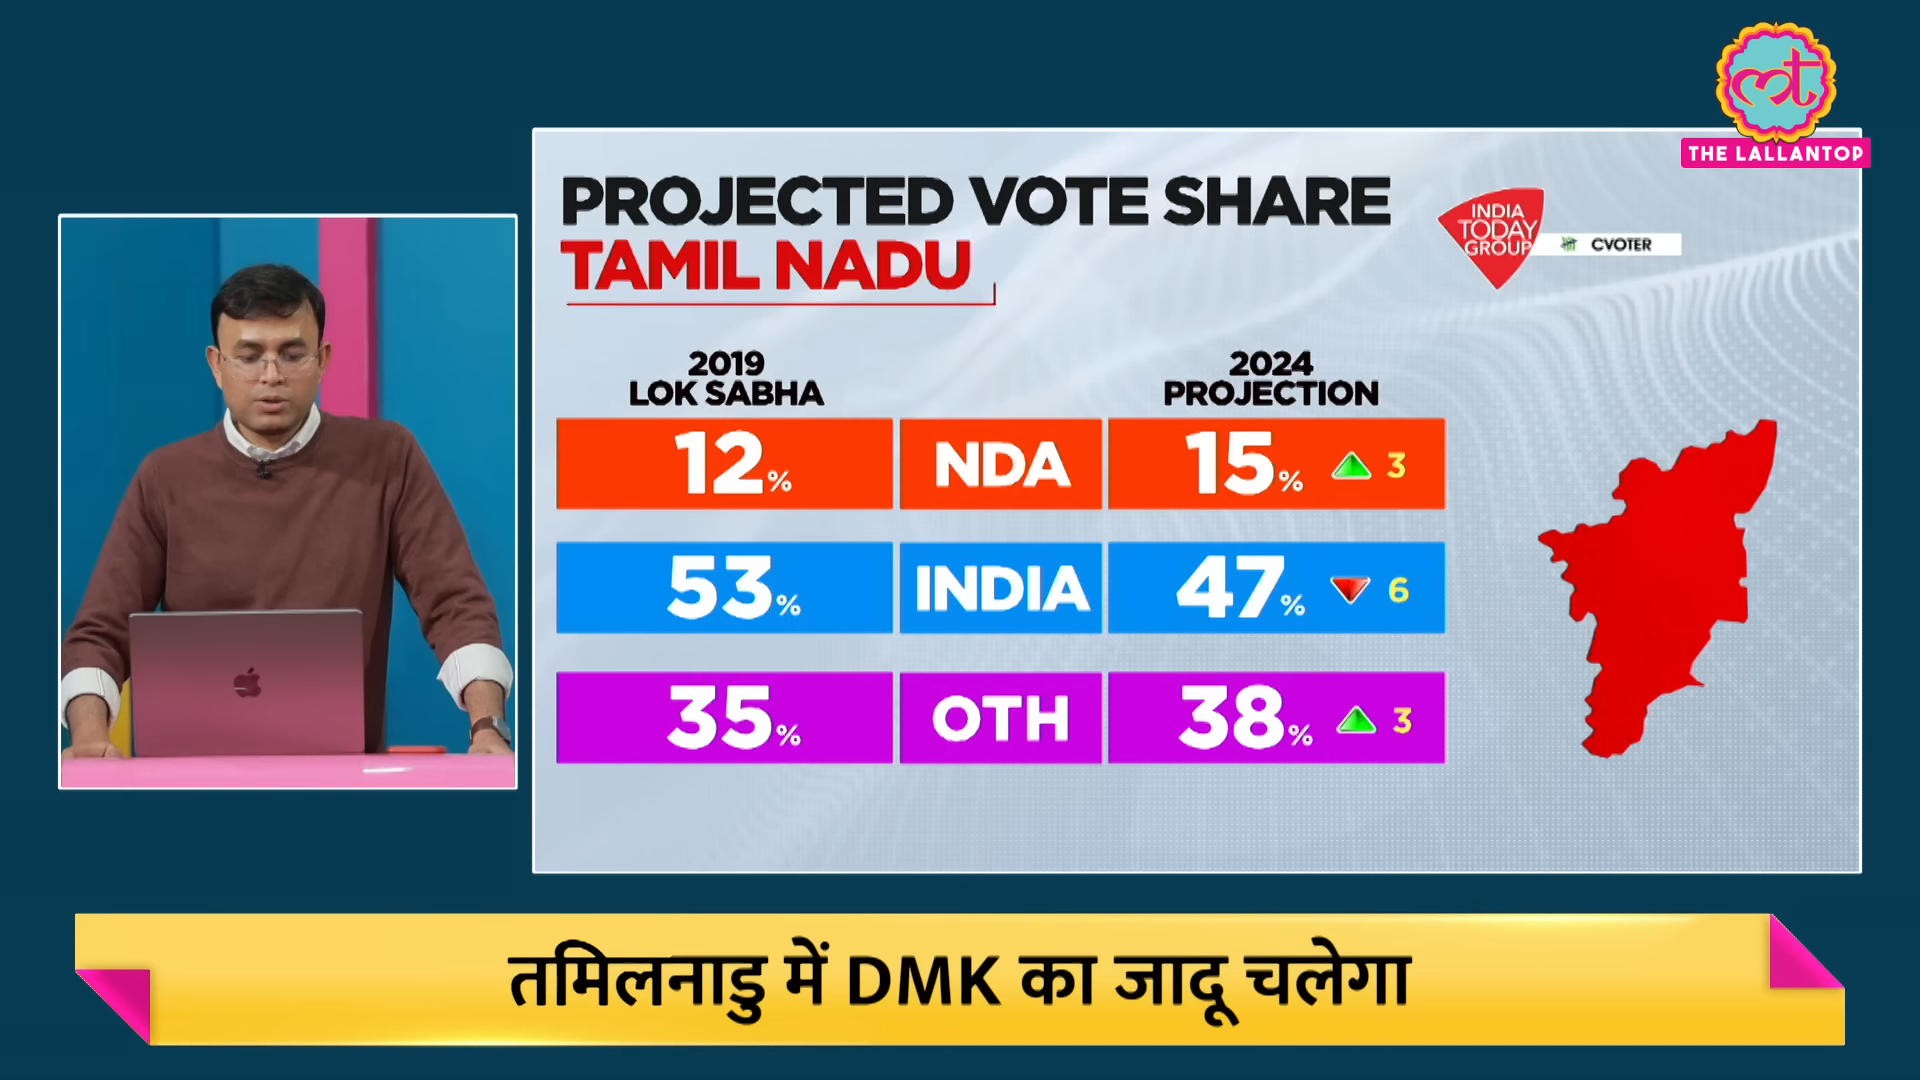 THE LALLANTOP
PROJECTED VOTE SHARE
TAMIL NADU
INDIA
TODAY
GROUP
CVOTER
2019
LOK SABHA
2024
PROJECTION
12% NDA 15% 3
53% INDIA 47% 6
35% OTH 38% 3
तमिलनाडु में DMK का जादू चलेगा